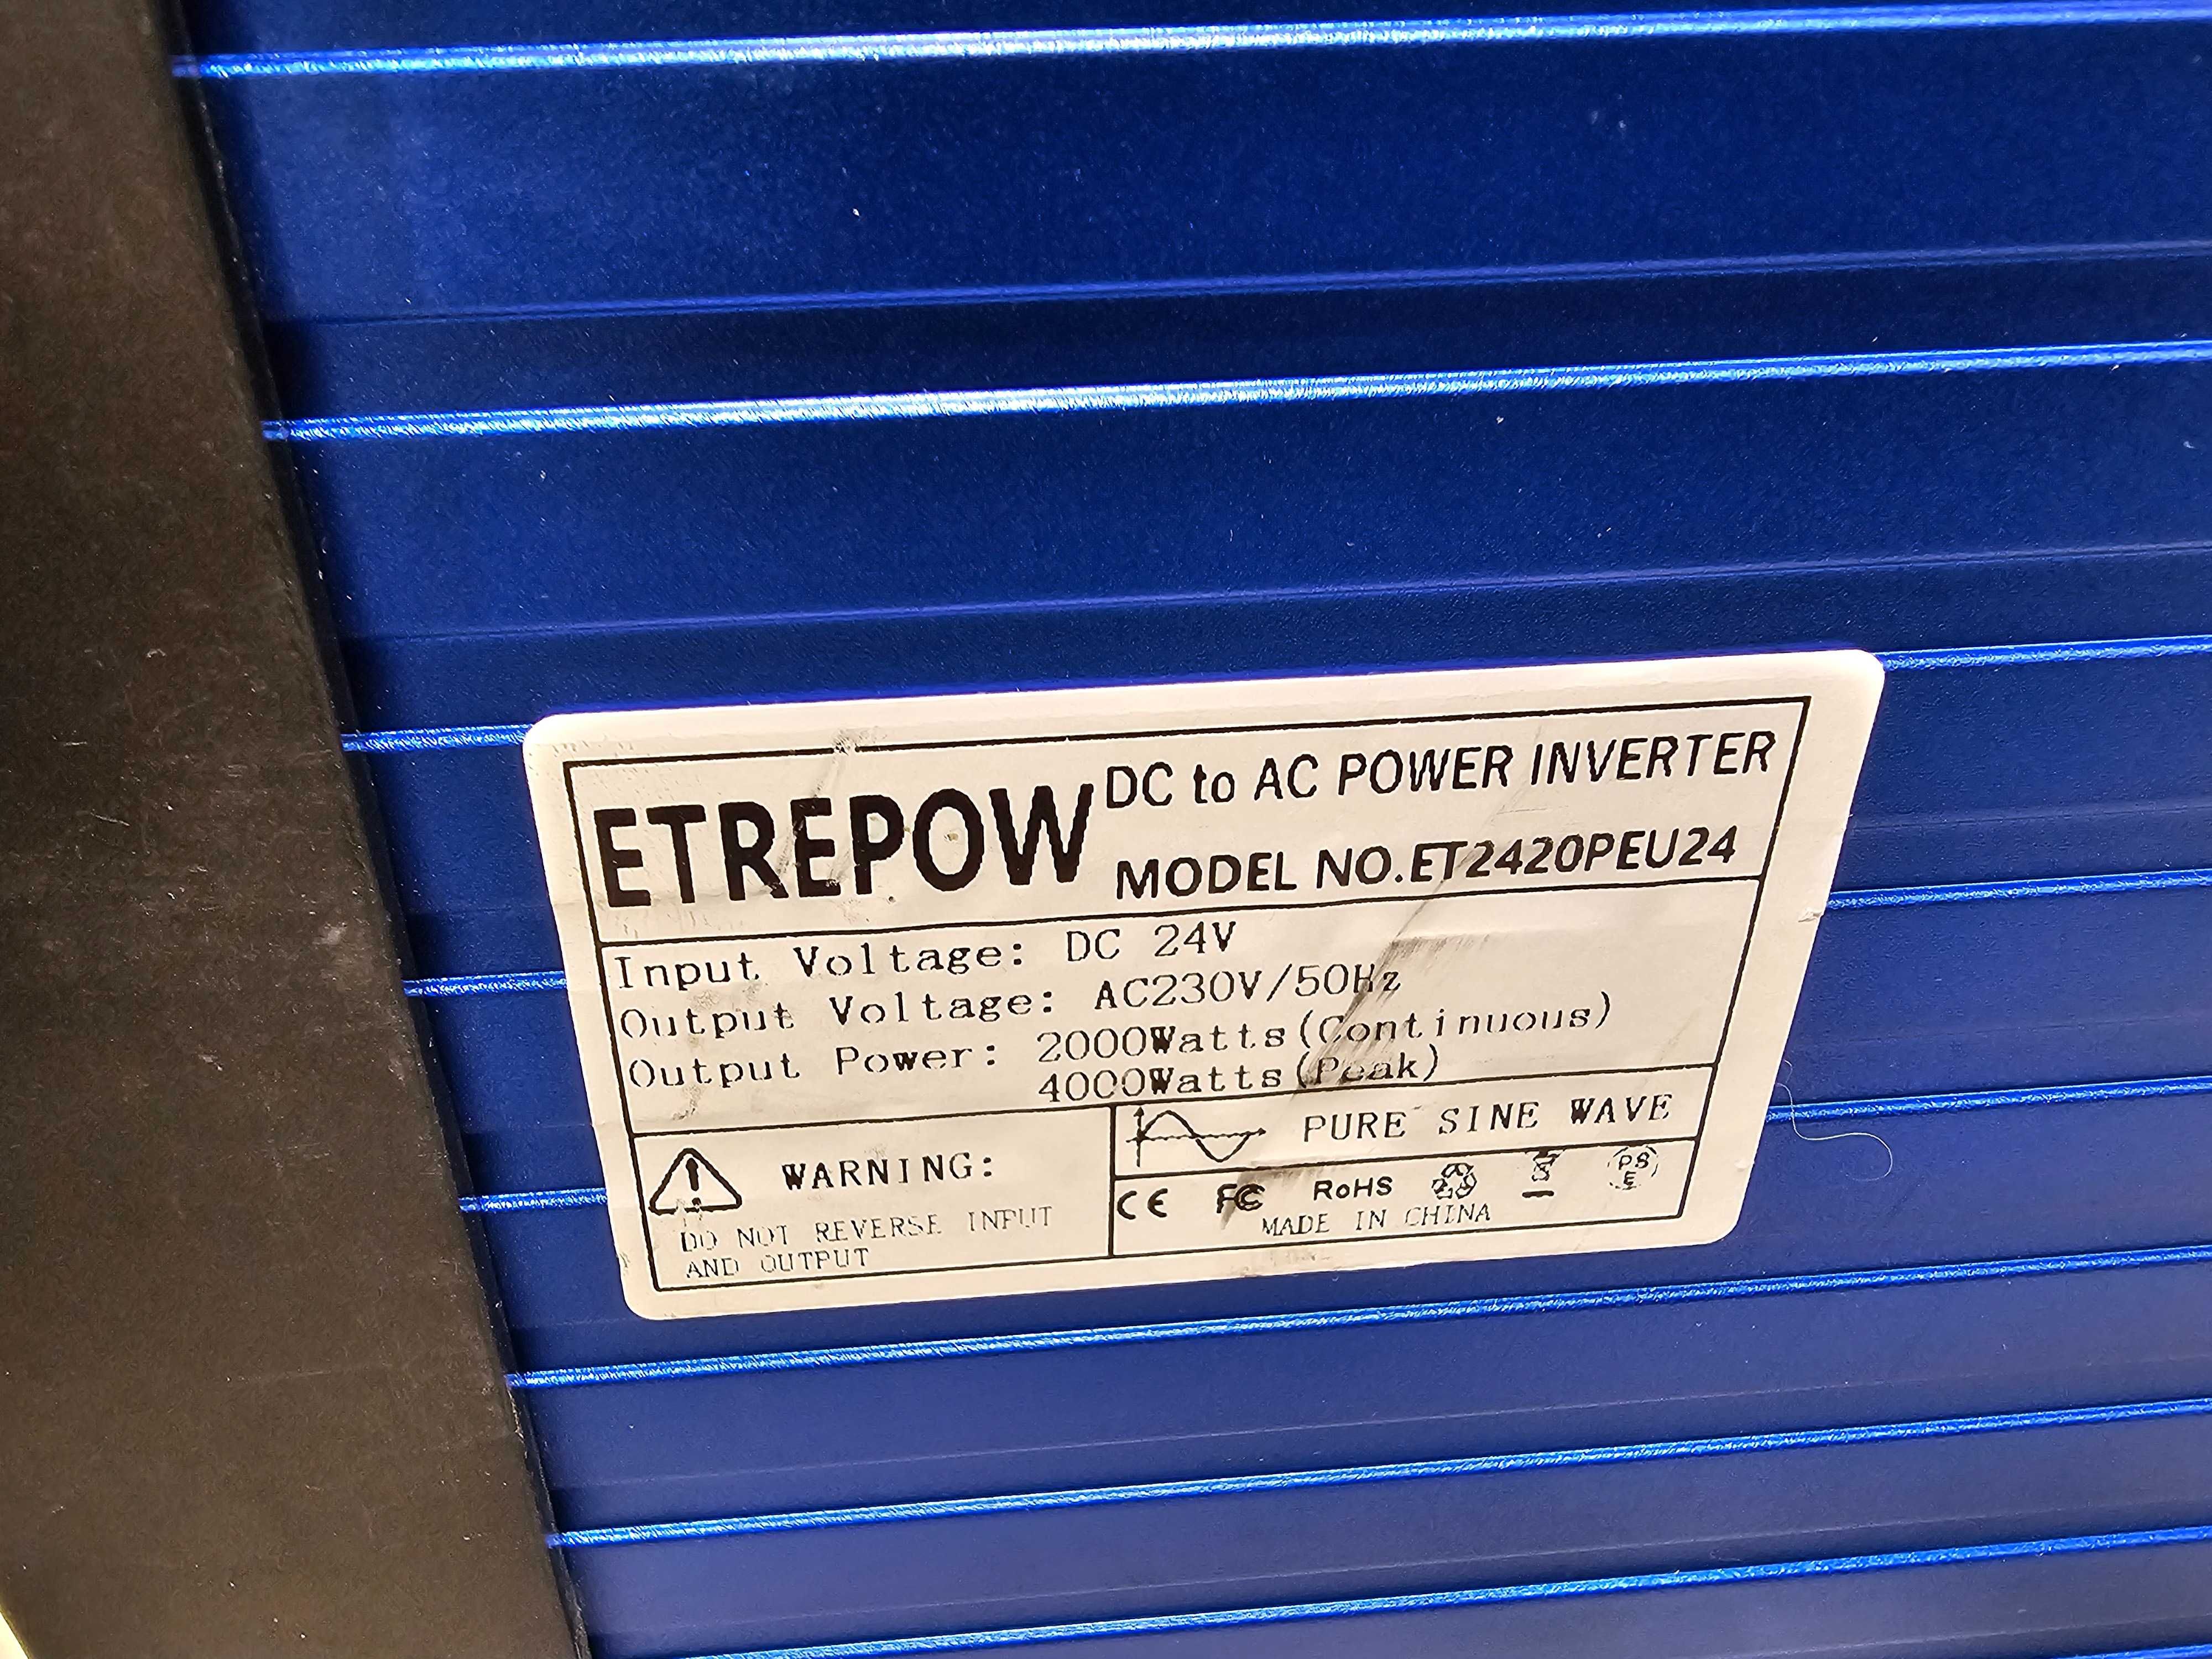 ETREPOW
DC to AC POWER INVERTER
MODEL NO.ET2420PEU24
Input Voltage: DC 24V
Output Voltage: AC230V/50Hz
Output Power: 2000Watts(Continuous)
4000Watts(Peak)
WARNING:
DO NOT REVERSE INPUT
AND OUTPUT
PURE SINE WAVE
CE FC RoHS PS
E
MADE IN CHINA